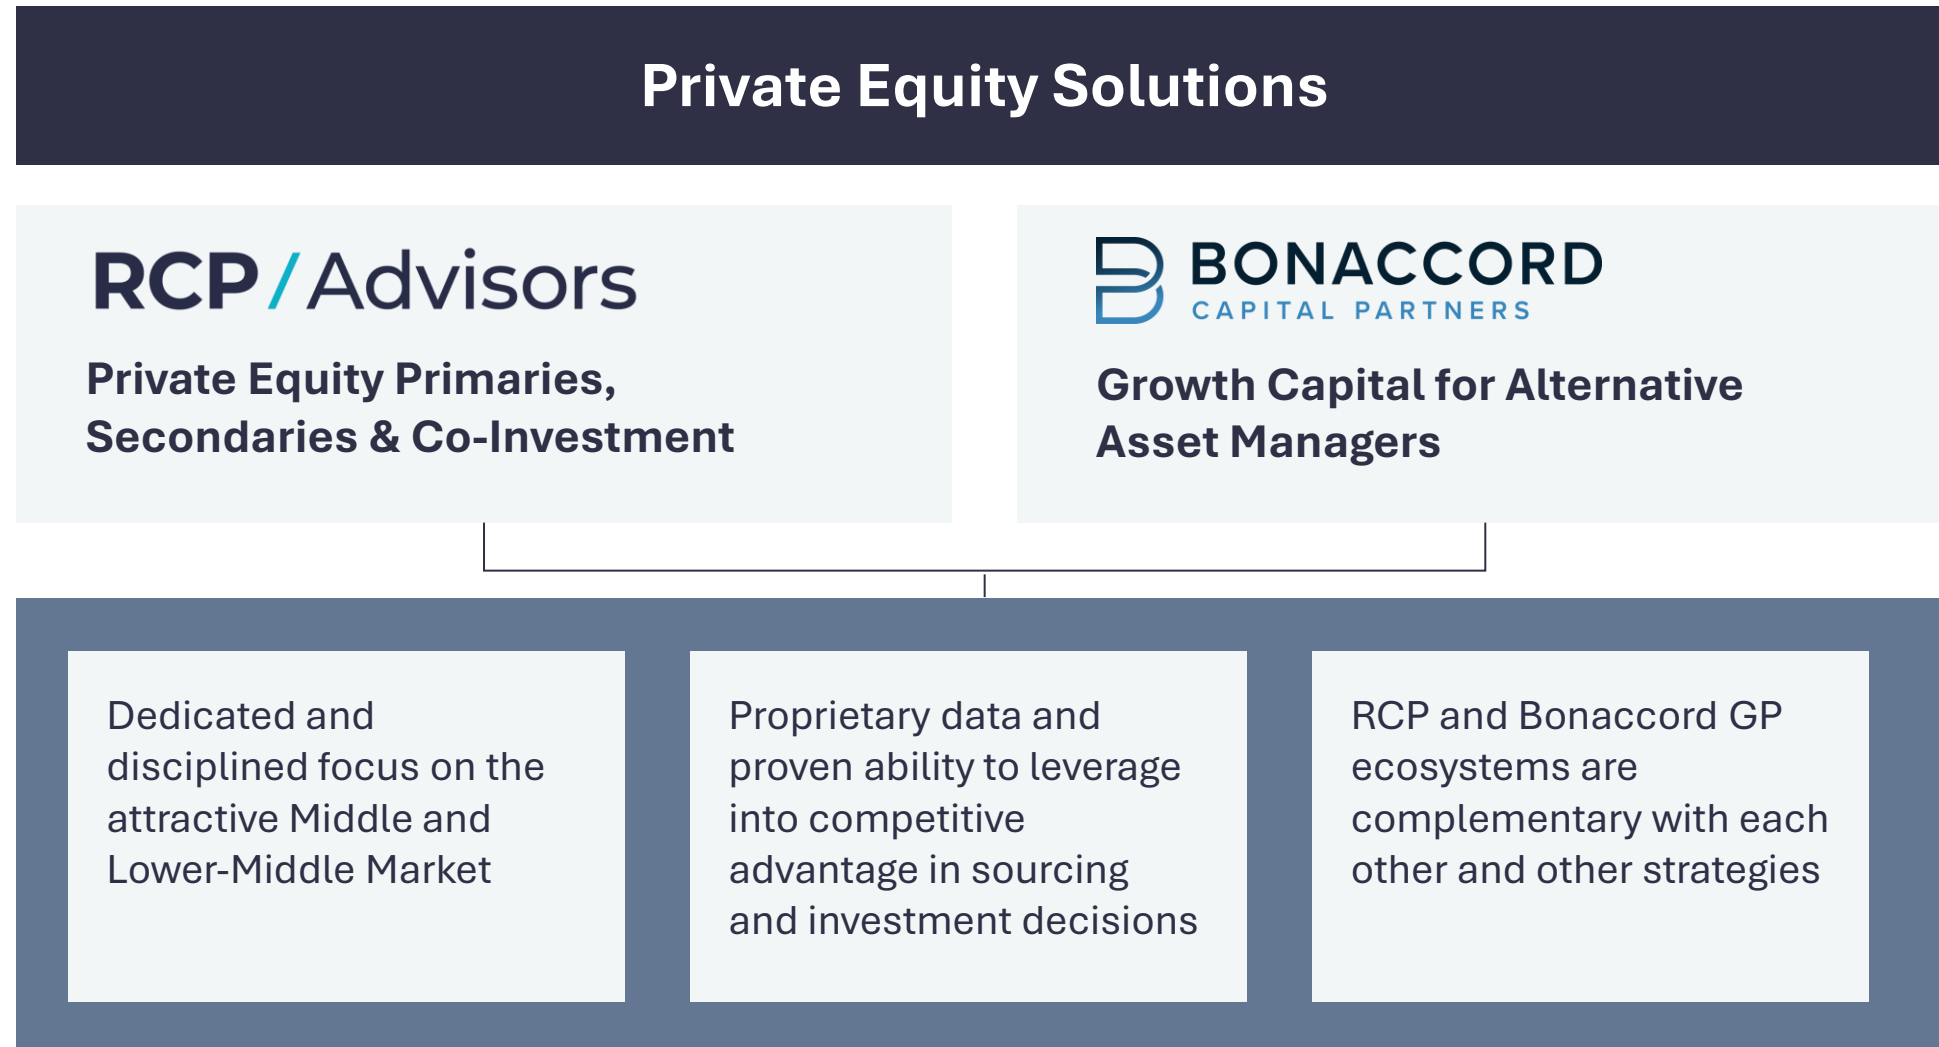 Private Equity Solutions
RCP/Advisors
Private Equity Primaries,
Secondaries & Co-Investment
BONACCORD
CAPITAL PARTNERS
Growth Capital for Alternative
Asset Managers
Dedicated and
disciplined focus on the
attractive Middle and
Lower-Middle Market
Proprietary data and
proven ability to leverage
into competitive
advantage in sourcing
and investment decisions
RCP and Bonaccord GP
ecosystems are
complementary with each
other and other strategies